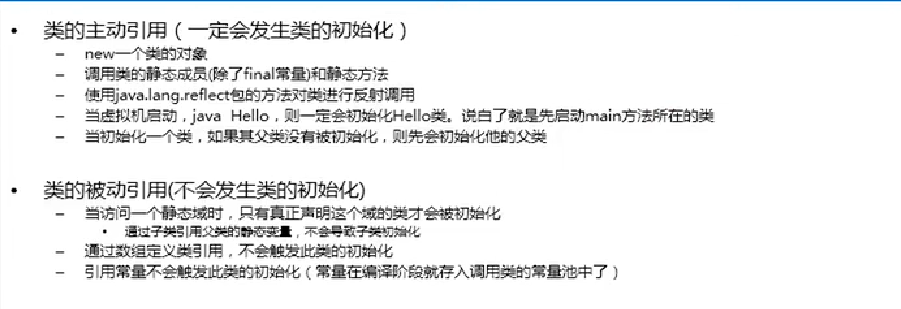 • 类的主动引用（一定会发生类的初始化）
– new一个类的对象
– 调用类的静态成员(除了final常量)和静态方法
– 使用java.lang.reflect包的方法对类进行反射调用
– 当虚拟机启动，java Hello，则一定会初始化Hello类。说白了就是先启动main方法所在的类
– 当初始化一个类，如果其父类没有被初始化，则先会初始化他的父类
• 类的被动引用(不会发生类的初始化)
– 当访问一个静态域时，只有真正声明这个域的类才会被初始化
• 通过子类引用父类的静态变量，不会导致子类初始化
– 通过数组定义类引用，不会触发此类的初始化
– 引用常量不会触发此类的初始化（常量在编译阶段就存入调用类的常量池中了）